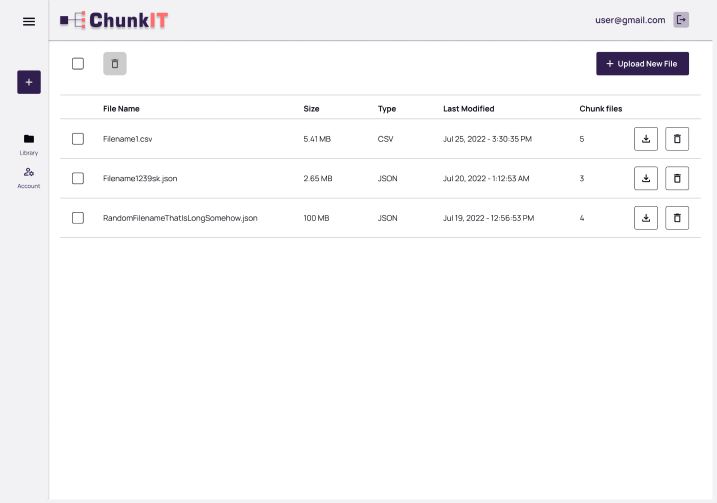 ChunkIT
user@gmail.com
Upload New File
File Name Size Type Last Modified Chunk files
Filename1.csv 5.41 MB CSV Jul 25, 2022 - 3:30:35 PM 5
Library
Filename1239sk.json 2.65 MB JSON Jul 20, 2022 - 1:12:53 AM 3
Account
RandomFilenameThatIsLongSomehow.json 100 MB JSON Jul 19, 2022 - 12:56:53 PM 4